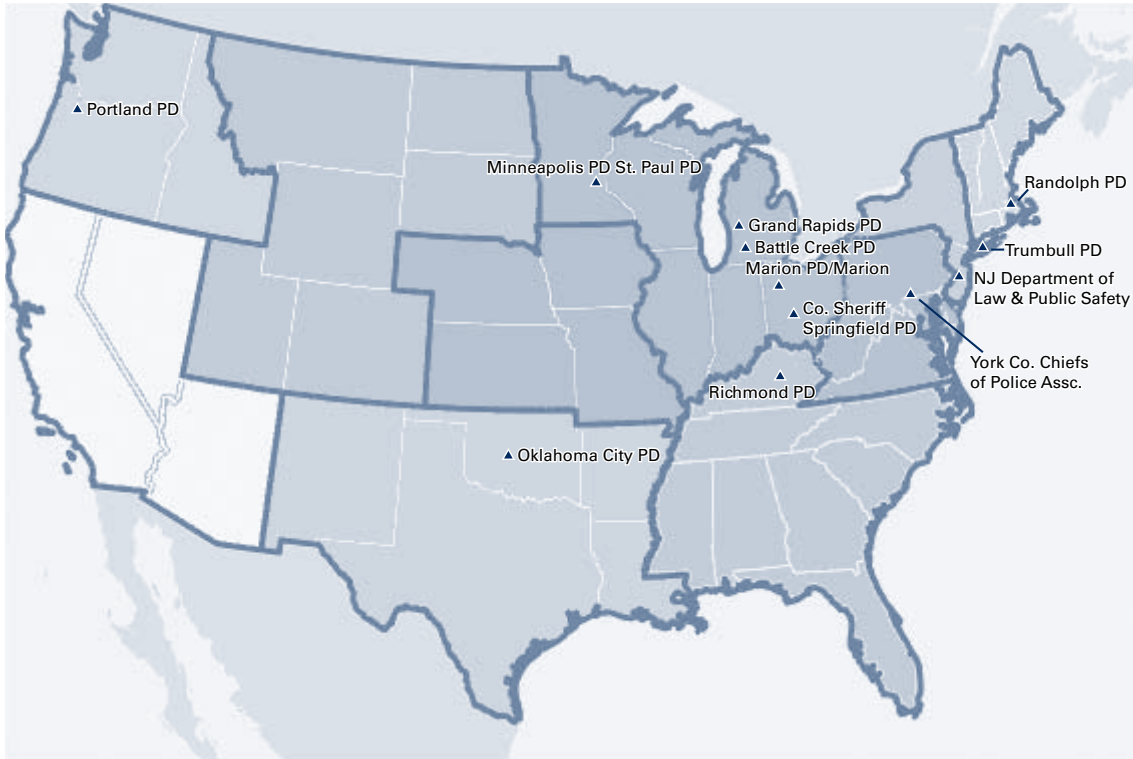 Portland PD
Minneapolis PD St. Paul PD
Randolph PD
Grand Rapids PD
Battle Creek PD
Trumbull PD
Marion PD/Marion
NJ Department of
Law & Public Safety
Co. Sheriff
Springfield PD
York Co. Chiefs
of Police Assc.
Richmond PD
Oklahoma City PD